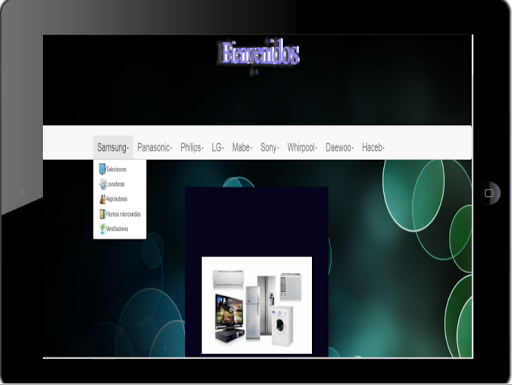 Bienvenidos
Samsung Panasonic Philips LG Mabe Sony Whirpool Daewoo Haceb
Televisores
Lavadoras
Aspiradoras
Hornos microondas
Ventiladores